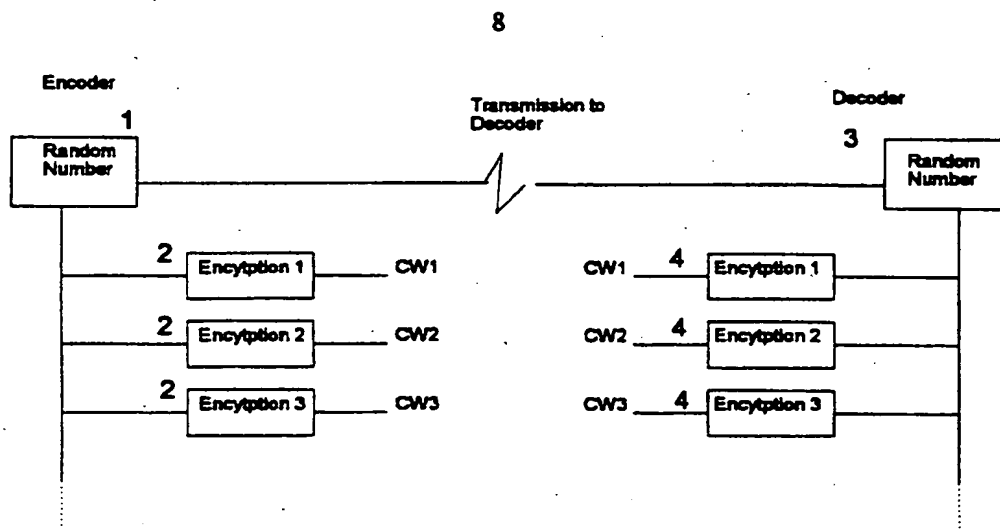 8
Encoder
Transmission to
Decoder
Decoder
1
3
Random
Number
Random
Number
2
Encytption 1
CW1
CW1
4
Encytption 1
2
Encytption 2
CW2
CW2
4
Encytption 2
2
Encytption 3
CW3
CW3
4
Encytption 3